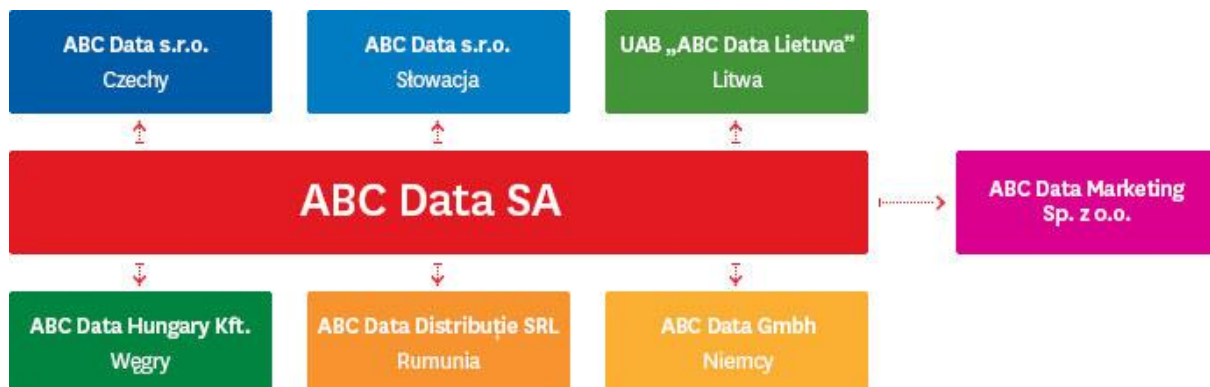 ABC Data s.r.o.
Czechy
ABC Data s.r.o.
Słowacja
UAB „ABC Data Lietuva”
Litwa
ABC Data SA
ABC Data Marketing
Sp. z o.o.
ABC Data Hungary Kft.
Węgry
ABC Data Distribuție SRL
Rumunia
ABC Data Gmbh
Niemcy